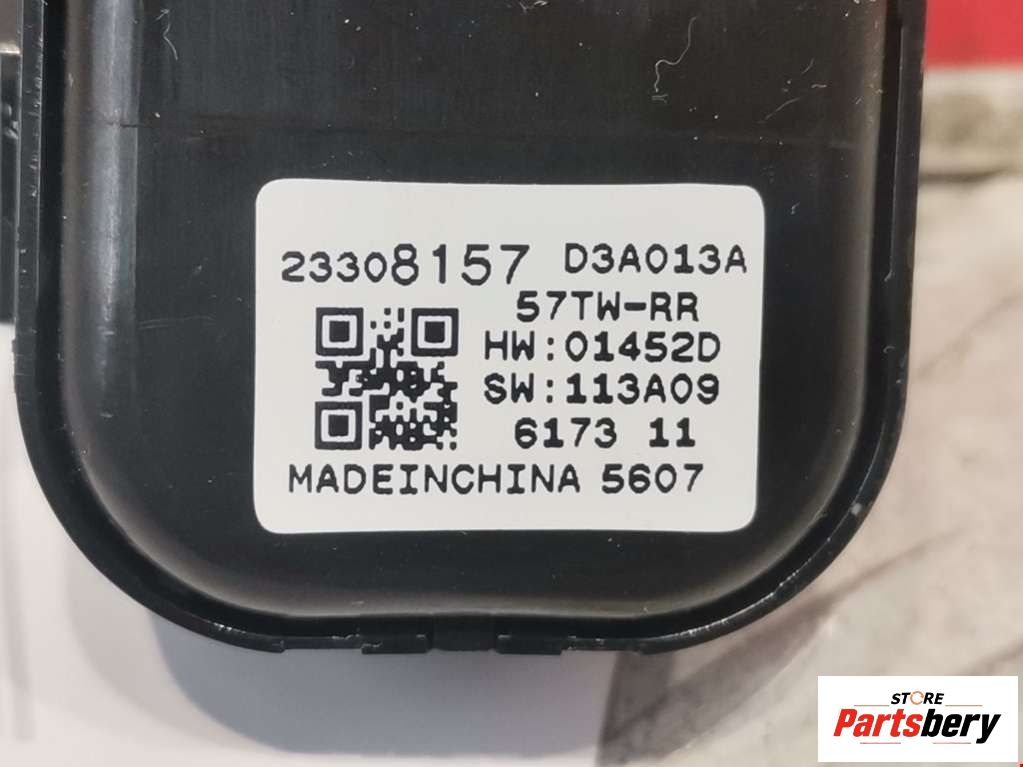 23308157 D3A013A
57TW-RR
HW:01452D
SW:113A09
6173 11
MADEINCHINA 5607
STORE
Partsbery